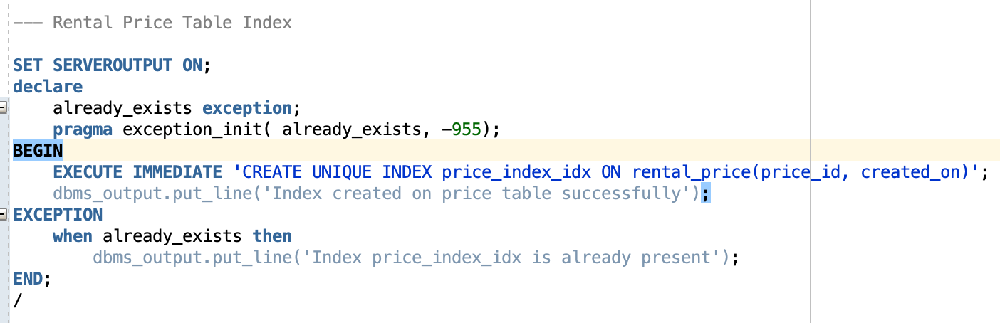 --- Rental Price Table Index
SET SERVEROUTPUT ON;
declare
already_exists exception;
pragma exception_init( already_exists, -955);
BEGIN
EXECUTE IMMEDIATE 'CREATE UNIQUE INDEX price_index_idx ON rental_price(price_id, created_on)';
dbms_output.put_line('Index created on price table successfully');
EXCEPTION
when already_exists then
dbms_output.put_line('Index price_index_idx is already present');
END;
/